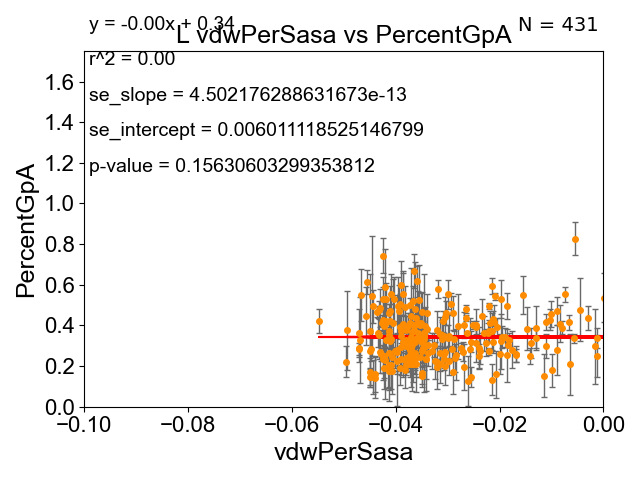 y = -0.00x + 0.34
L vdwPerSasa vs PercentGpA
N = 431
r^2 = 0.00
se_slope = 4.502176288631673e-13
se_intercept = 0.006011118525146799
p-value = 0.15630603299353812
PercentGpA
1.6
1.4
1.2
1.0
0.8
0.6
0.4
0.2
0.0
−0.10
−0.08
−0.06
−0.04
−0.02
0.00
vdwPerSasa